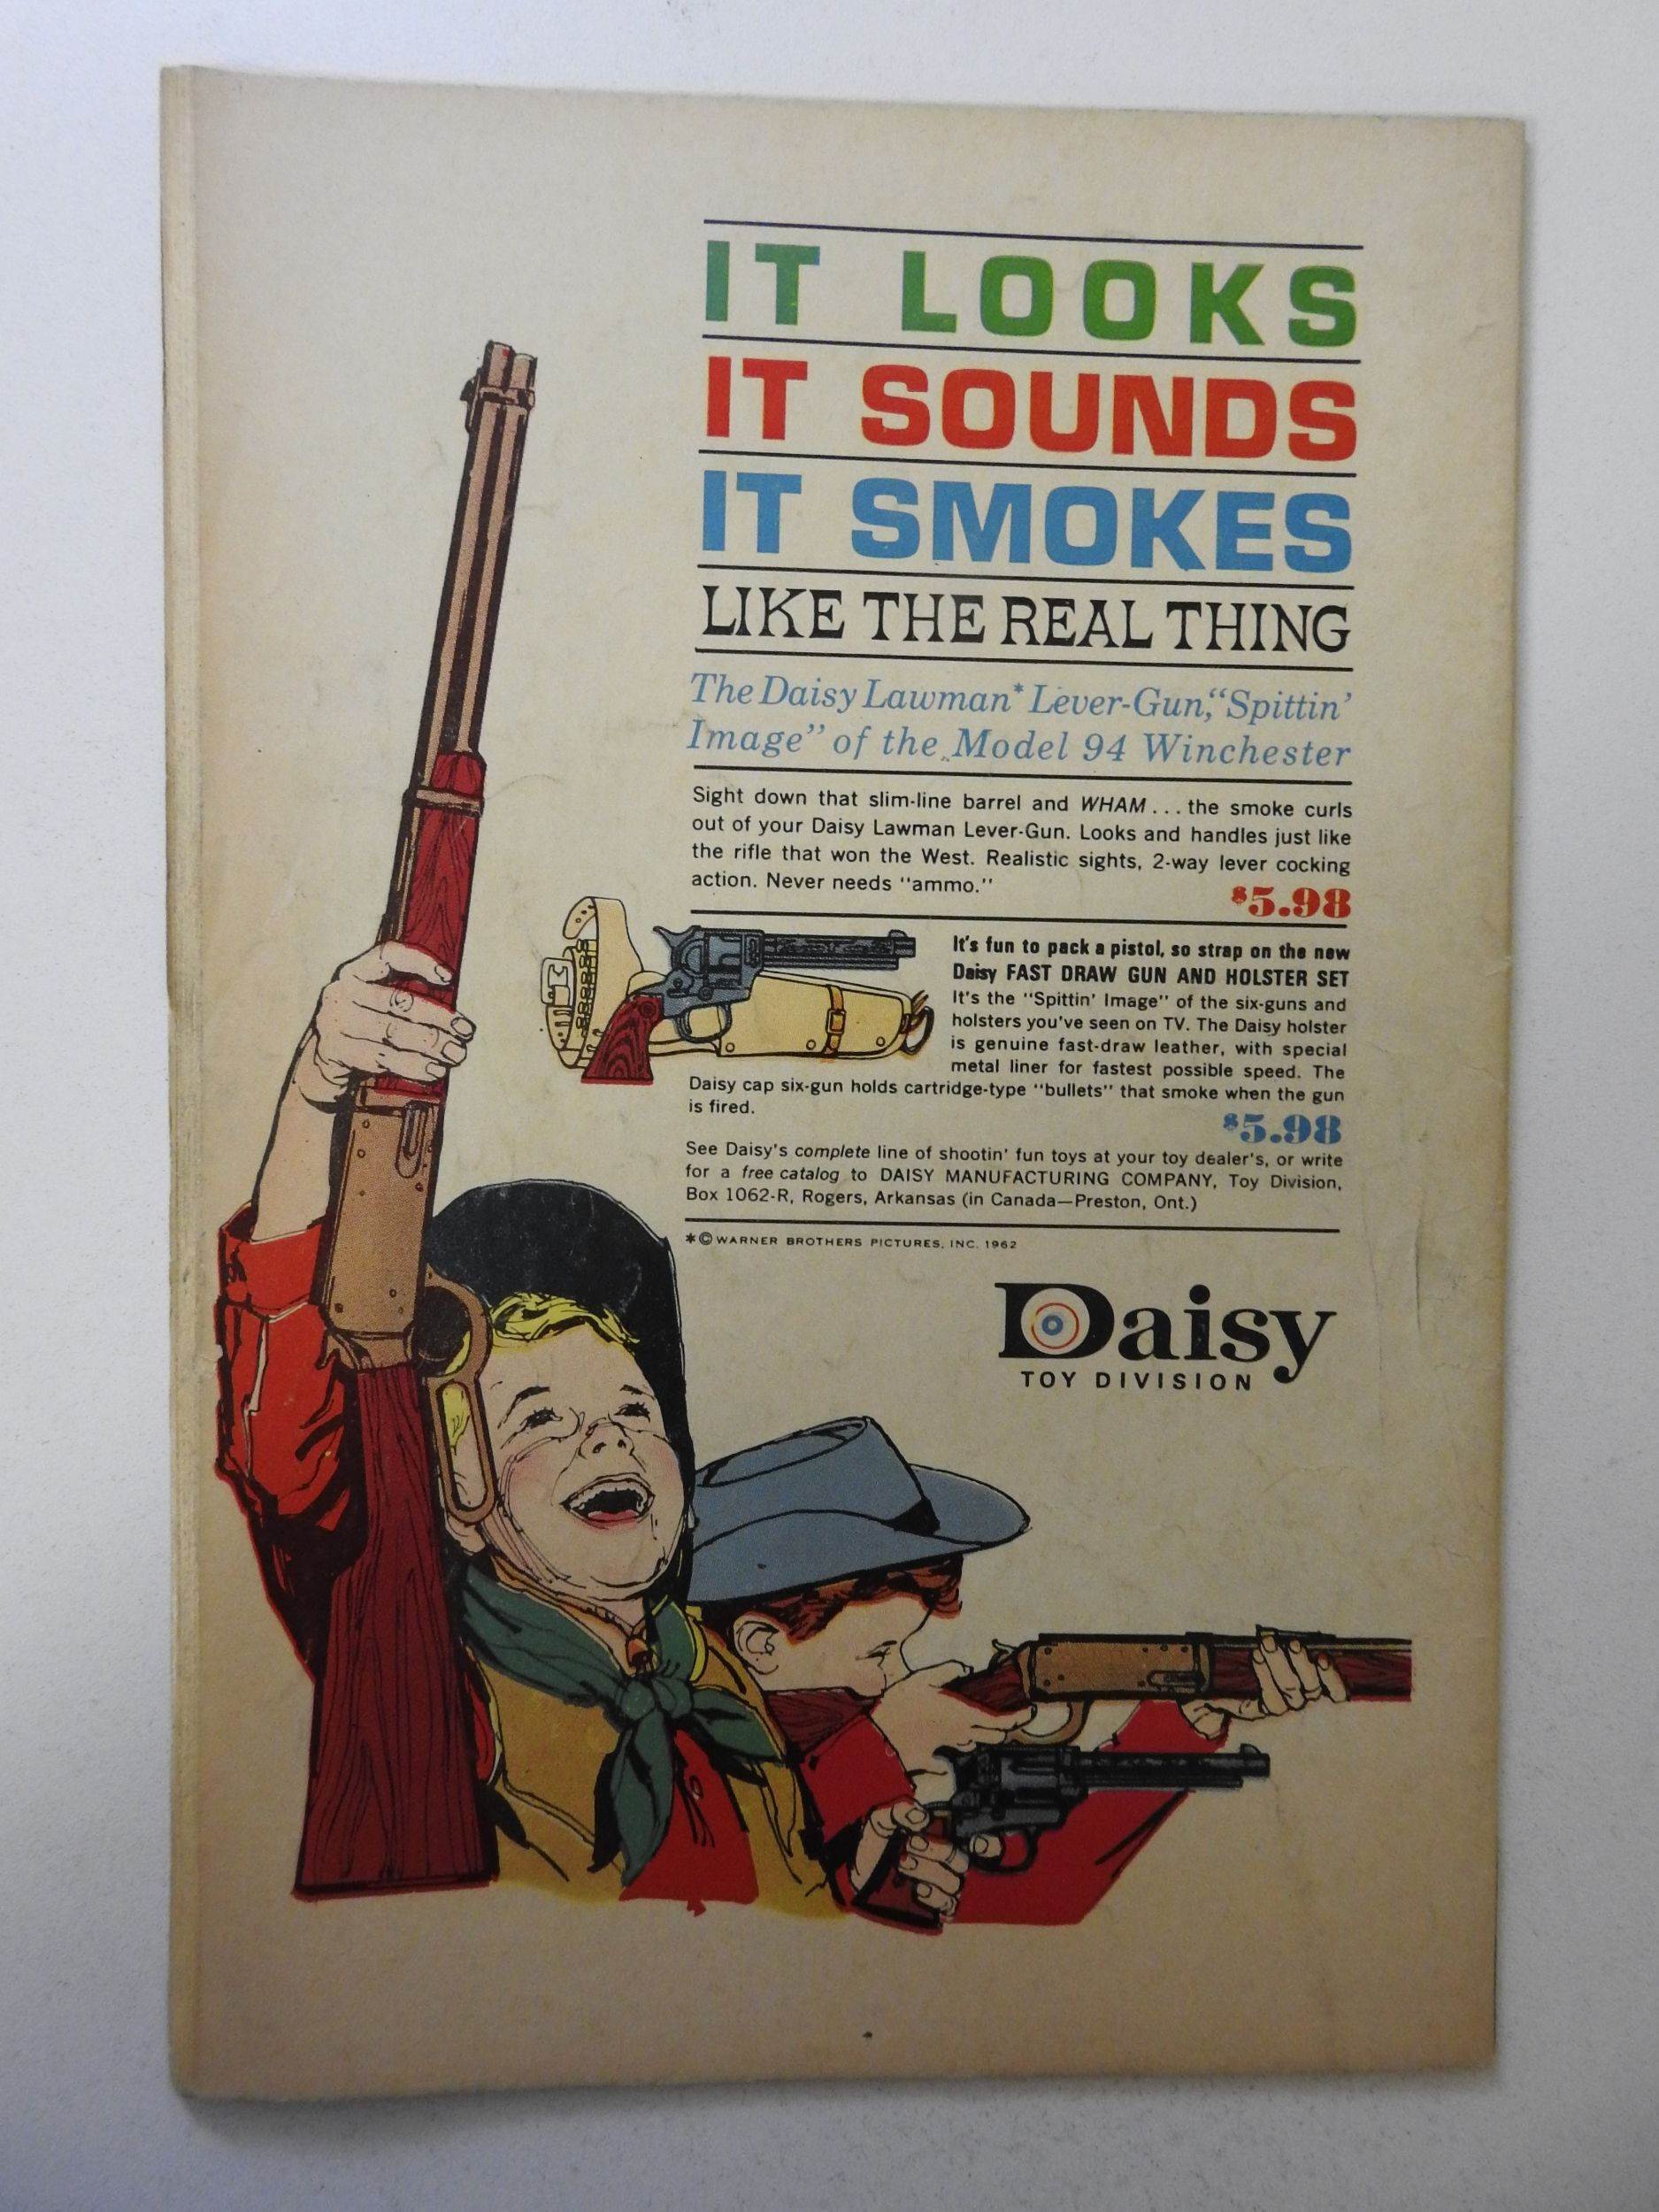 IT LOOKS
IT SOUNDS
IT SMOKES
LIKE THE REAL THING
The Daisy Lawman* Lever-Gun, "Spittin'
Image" of the Model 94 Winchester
Sight down that slim-line barrel and WHAM... the smoke curls
out of your Daisy Lawman Lever-Gun. Looks and handles just like
the rifle that won the West. Realistic sights, 2-way lever cocking
action. Never needs "ammo."
$5.98
It's fun to pack a pistol, so strap on the new
Daisy FAST DRAW GUN AND HOLSTER SET
It's the "Spittin' Image" of the six-guns and
holsters you've seen on TV. The Daisy holster
is genuine fast-draw leather, with special
metal liner for fastest possible speed. The
Daisy cap six-gun holds cartridge-type "bullets" that smoke when the gun
is fired.
$5.98
See Daisy's complete line of shootin' fun toys at your toy dealer's, or write
for a free catalog to DAISY MANUFACTURING COMPANY, Toy Division,
Box 1062-R, Rogers, Arkansas (in Canada—Preston, Ont.)
*©WARNER BROTHERS PICTURES, INC. 1962
Daisy
TOY DIVISION